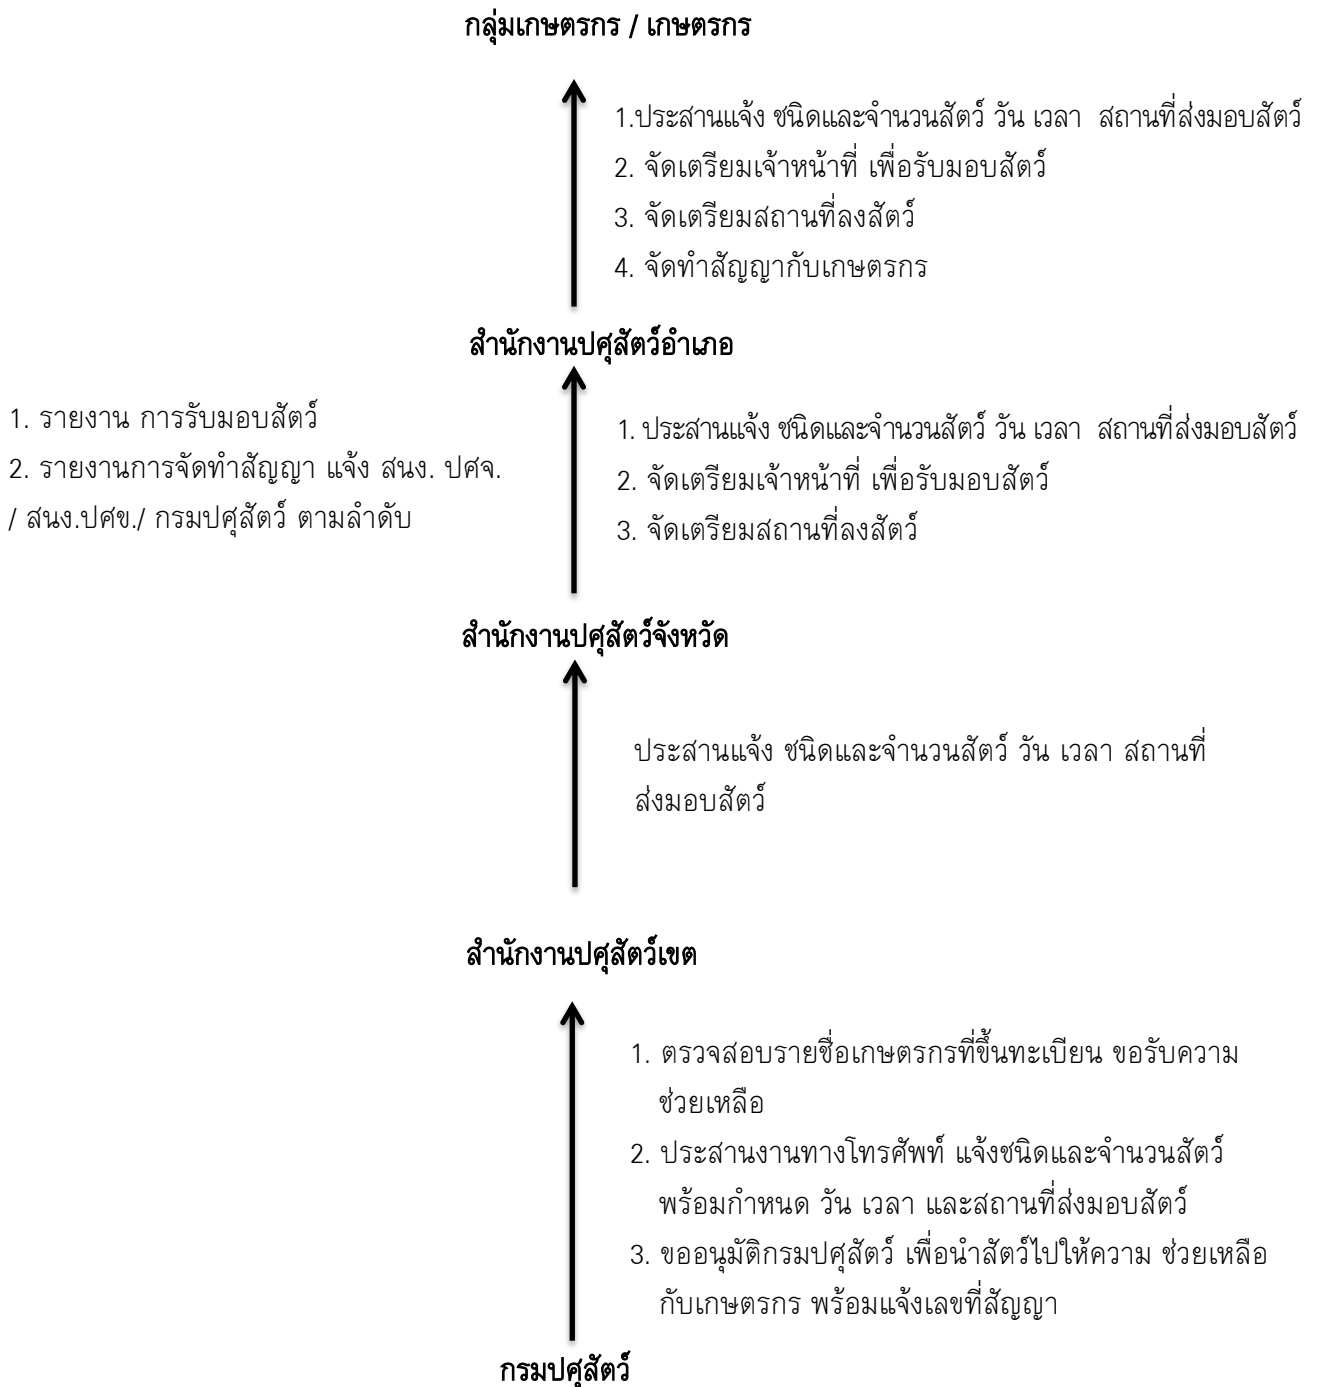 กลุ่มเกษตรกร / เกษตรกร
1.ประสานแจ้ง ชนิดและจำนวนสัตว์ วัน เวลา สถานที่ส่งมอบสัตว์
2. จัดเตรียมเจ้าหน้าที่ เพื่อรับมอบสัตว์
3. จัดเตรียมสถานที่ลงสัตว์
4. จัดทำสัญญากับเกษตรกร
สำนักงานปศุสัตว์อำเภอ
1. รายงาน การรับมอบสัตว์
2. รายงานการจัดทำสัญญา แจ้ง สนง. ปศจ.
/ สนง.ปศข./ กรมปศุสัตว์ ตามลำดับ
1. ประสานแจ้ง ชนิดและจำนวนสัตว์ วัน เวลา สถานที่ส่งมอบสัตว์
2. จัดเตรียมเจ้าหน้าที่ เพื่อรับมอบสัตว์
3. จัดเตรียมสถานที่ลงสัตว์
สำนักงานปศุสัตว์จังหวัด
ประสานแจ้ง ชนิดและจำนวนสัตว์ วัน เวลา สถานที่
ส่งมอบสัตว์
สำนักงานปศุสัตว์เขต
1. ตรวจสอบรายชื่อเกษตรกรที่ขึ้นทะเบียน ขอรับความ
ช่วยเหลือ
2. ประสานงานทางโทรศัพท์ แจ้งชนิดและจำนวนสัตว์
พร้อมกำหนด วัน เวลา และสถานที่ส่งมอบสัตว์
3. ขออนุมัติกรมปศุสัตว์ เพื่อนำสัตว์ไปให้ความ ช่วยเหลือ
กับเกษตรกร พร้อมแจ้งเลขที่สัญญา
กรมปศุสัตว์